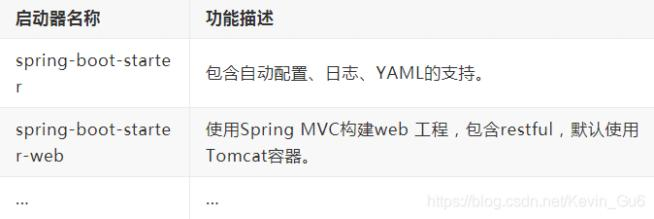 启动器名称 功能描述
spring-boot-starte
r
包含自动配置、日志、YAML的支持。
spring-boot-starte
r-web
使用Spring MVC构建web 工程，包含restful，默认使用
Tomcat容器。
... ...
https://blog.csdn.net/Kevin_Gu6